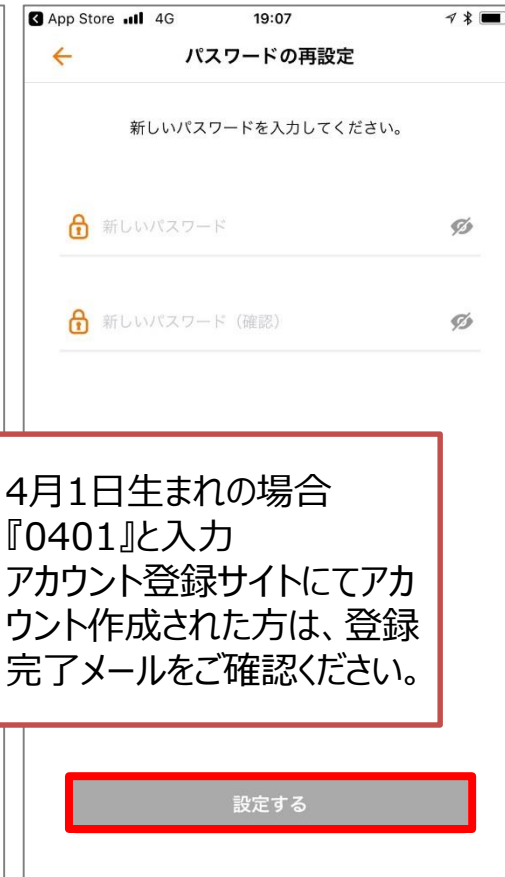 App Store 4G 19:07
パスワードの再設定
新しいパスワードを入力してください。
新しいパスワード
新しいパスワード（確認）
4月1日生まれの場合
『0401』と入力
アカウント登録サイトにてアカ
ウント作成された方は、登録
完了メールをご確認ください。
設定する